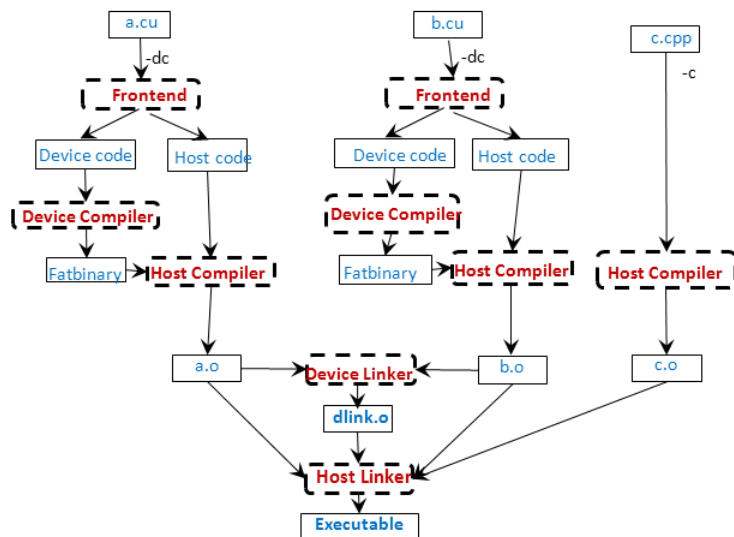 a.cu
b.cu
c.cpp
-dc
-dc
-c
Frontend
Frontend
Device code
Host code
Device code
Host code
Device Compiler
Device Compiler
Fatbinary
Host Compiler
Fatbinary
Host Compiler
Host Compiler
a.o
Device Linker
b.o
c.o
dlink.o
Host Linker
Executable